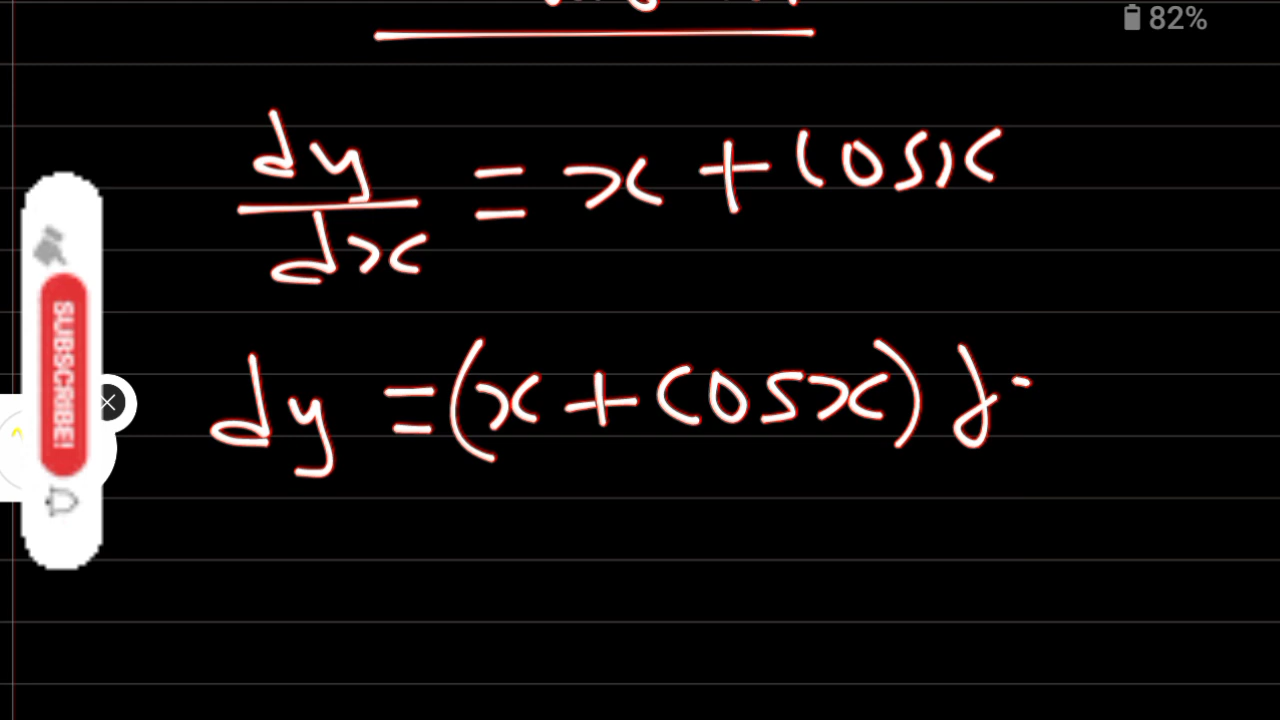 82%
dy/dx = x + cosx
dy = (x + cosx) d
SUBSCRIBE!